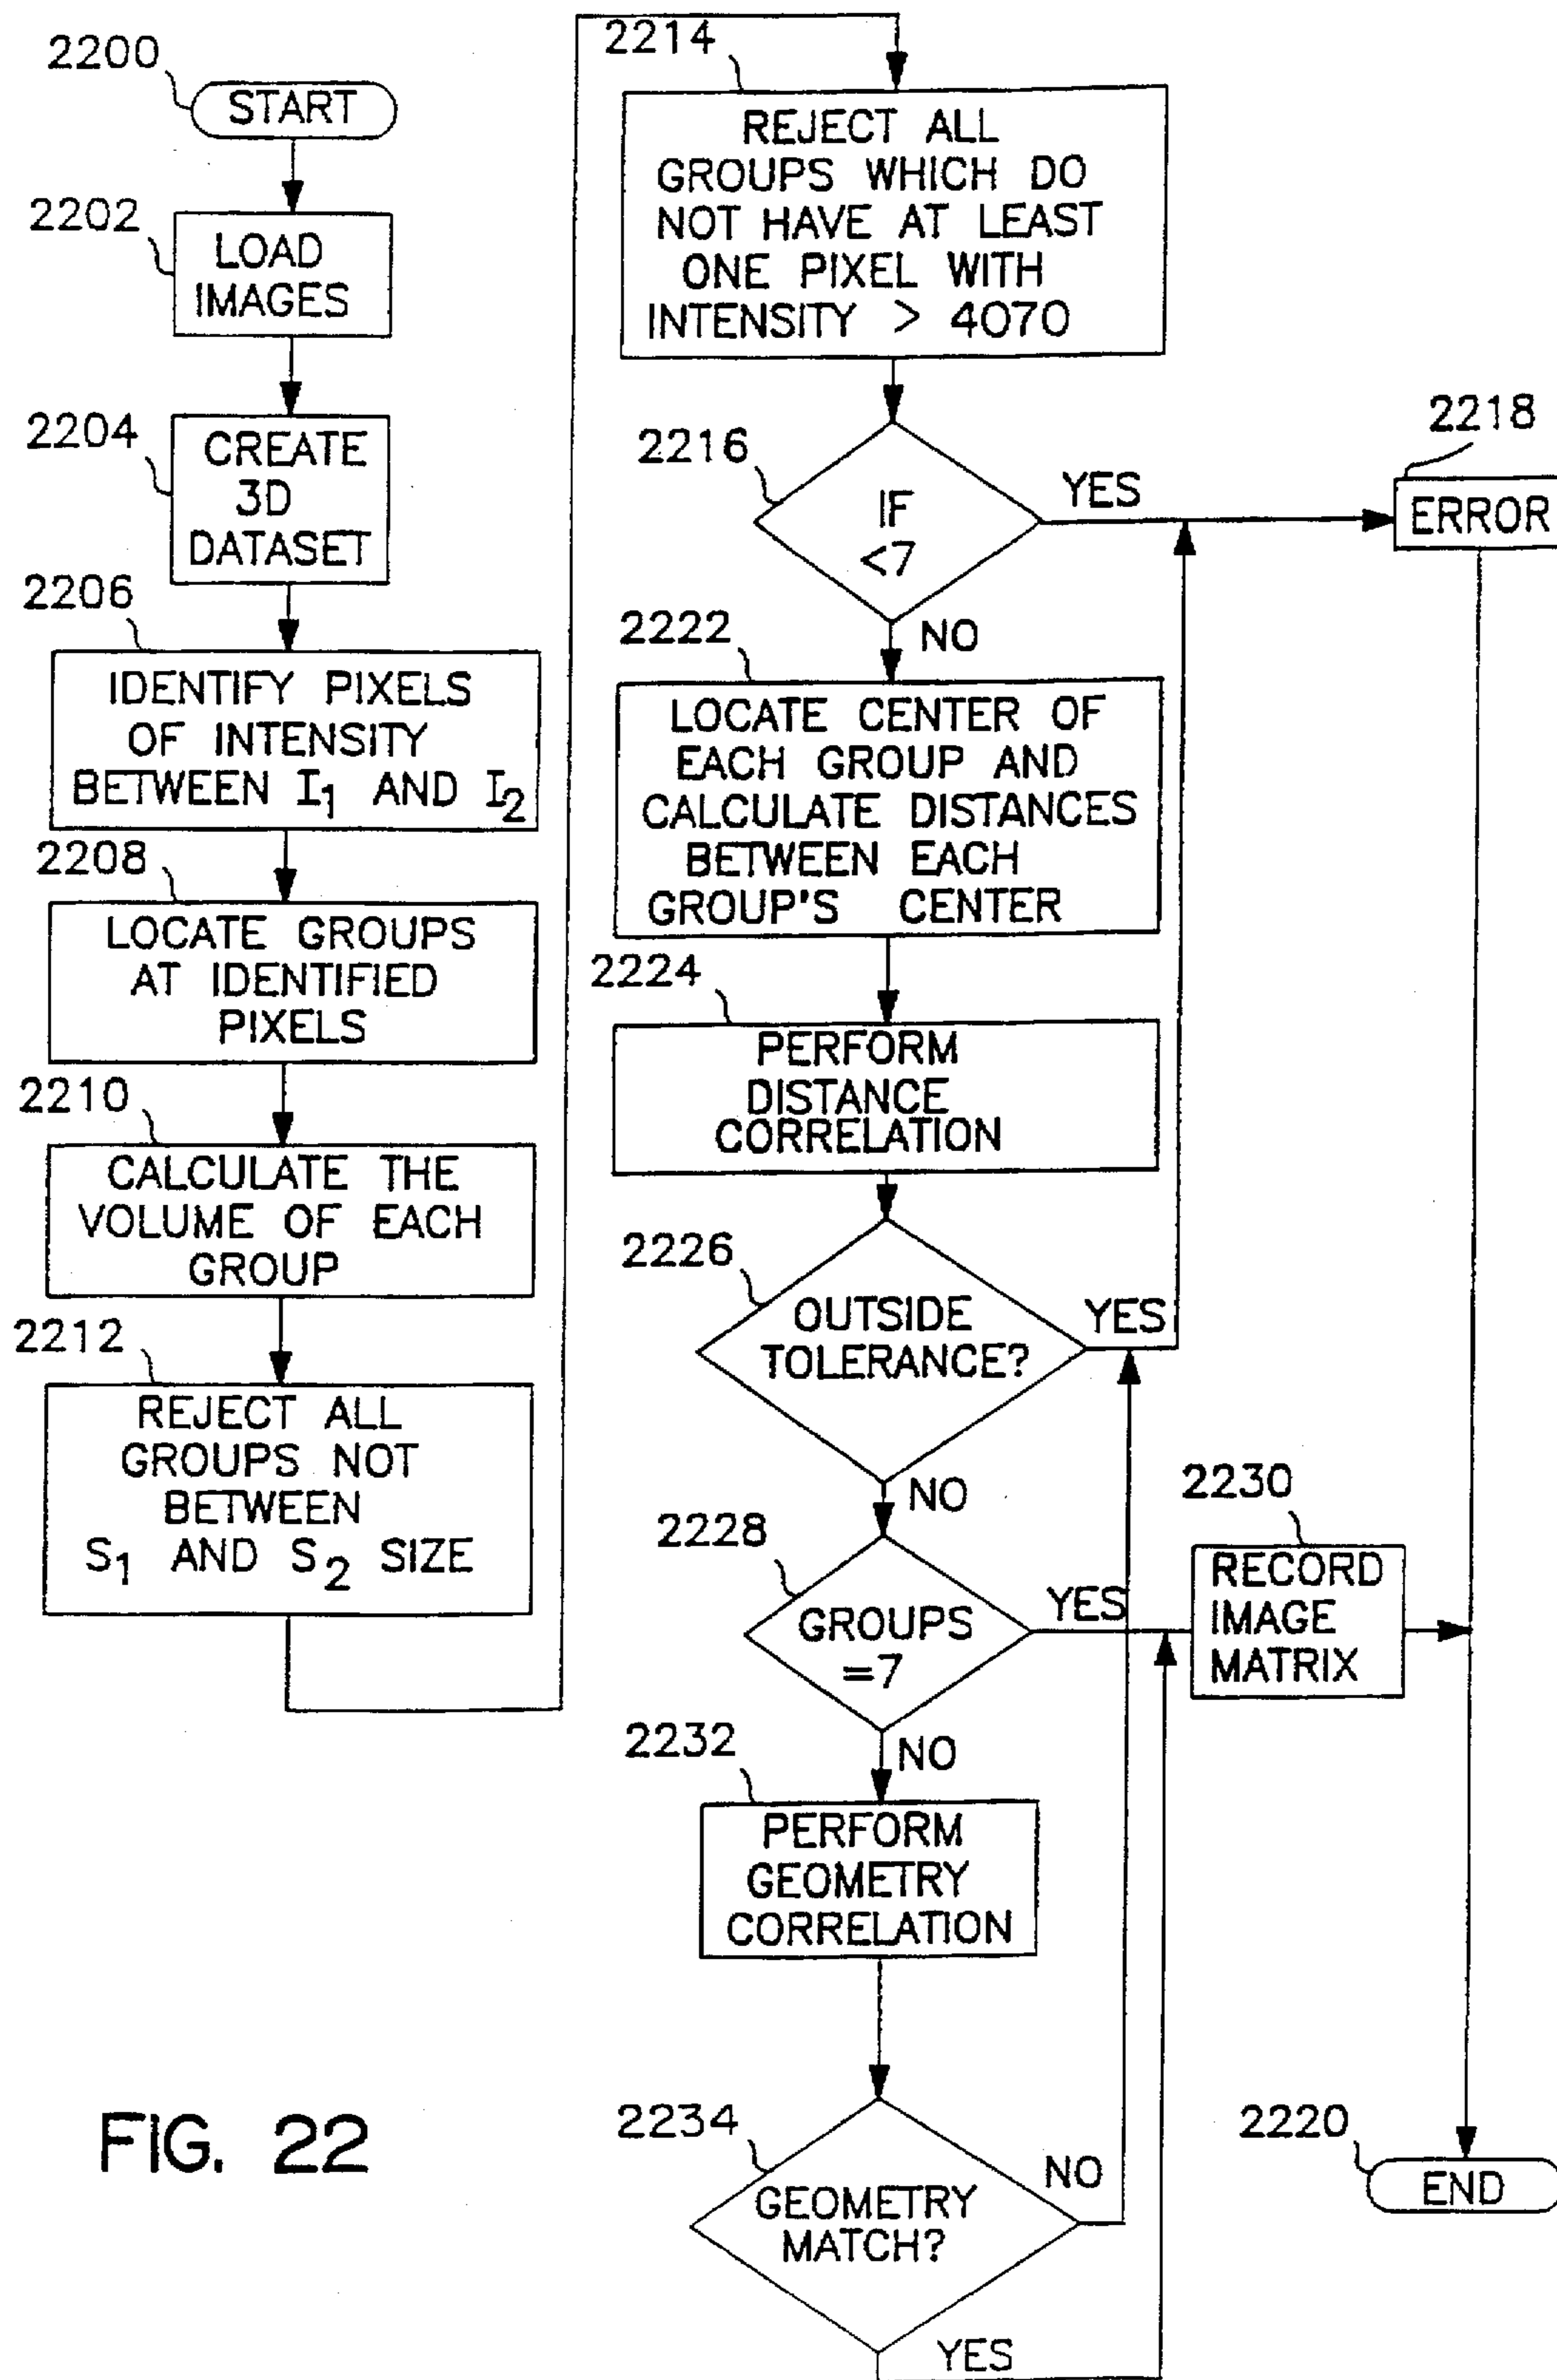 2200
START
2202
LOAD
IMAGES
2204
CREATE
3D
DATASET
2206
IDENTIFY PIXELS
OF INTENSITY
BETWEEN I1 AND I2
2208
LOCATE GROUPS
AT IDENTIFIED
PIXELS
2210
CALCULATE THE
VOLUME OF EACH
GROUP
2212
REJECT ALL
GROUPS NOT
BETWEEN
S1 AND S2 SIZE
2214
REJECT ALL
GROUPS WHICH DO
NOT HAVE AT LEAST
ONE PIXEL WITH
INTENSITY > 4070
2216
IF
<7
YES
2218
ERROR
NO
2222
LOCATE CENTER OF
EACH GROUP AND
CALCULATE DISTANCES
BETWEEN EACH
GROUP'S CENTER
2224
PERFORM
DISTANCE
CORRELATION
2226
OUTSIDE
TOLERANCE?
YES
NO
2228
GROUPS
=7
YES
2230
RECORD
IMAGE
MATRIX
NO
2232
PERFORM
GEOMETRY
CORRELATION
2234
GEOMETRY
MATCH?
NO
YES
2220
END
FIG. 22